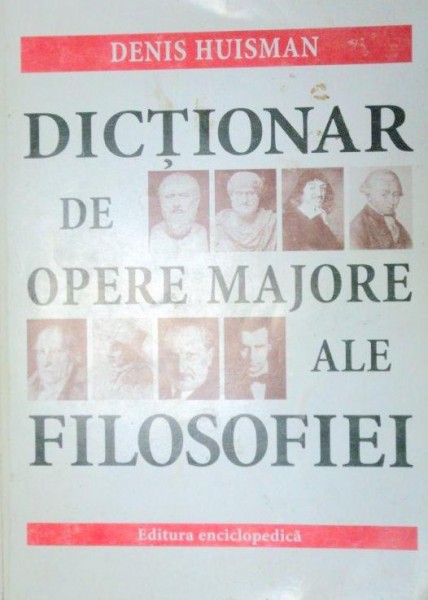 DENIS HUISMAN
DICȚIONAR
DE
OPERE MAJORE
ALE
FILOSOFIEI
Editura enciclopedică